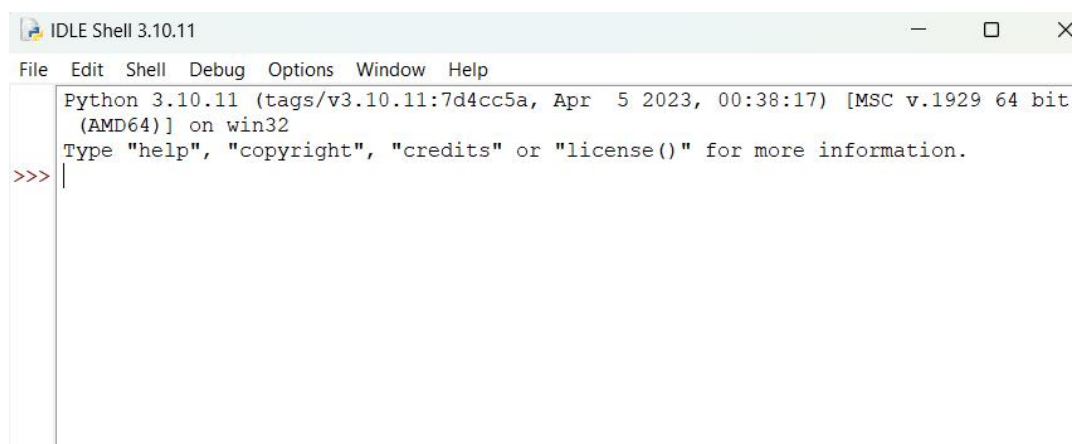 IDLE Shell 3.10.11
File Edit Shell Debug Options Window Help
Python 3.10.11 (tags/v3.10.11:7d4cc5a, Apr  5 2023, 00:38:17) [MSC v.1929 64 bit
 (AMD64)] on win32
Type "help", "copyright", "credits" or "license()" for more information.
>>>